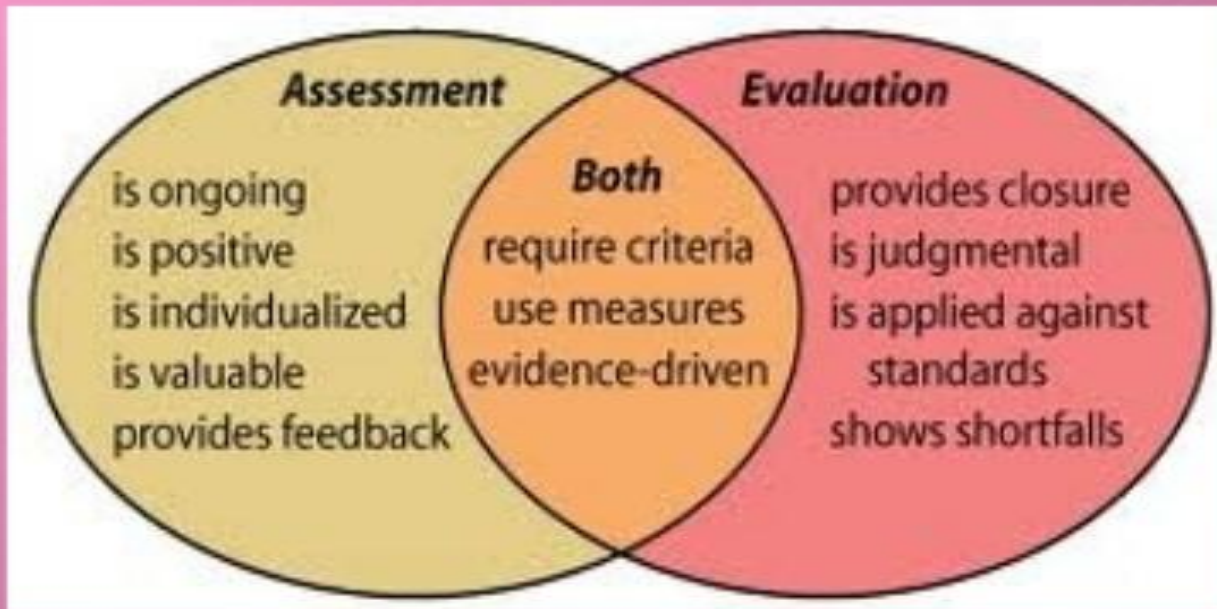 Assessment
is ongoing
is positive
is individualized
is valuable
provides feedback
Both
require criteria
use measures
evidence-driven
Evaluation
provides closure
is judgmental
is applied against
standards
shows shortfalls